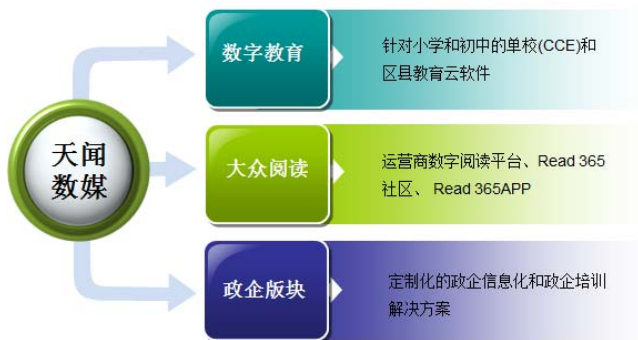 天闻
数媒
数字教育
针对小学和初中的单校(CCE)和
区县教育云软件
大众阅读
运营商数字阅读平台、Read 365
社区、 Read 365APP
政企版块
定制化的政企信息化和政企培训
解决方案